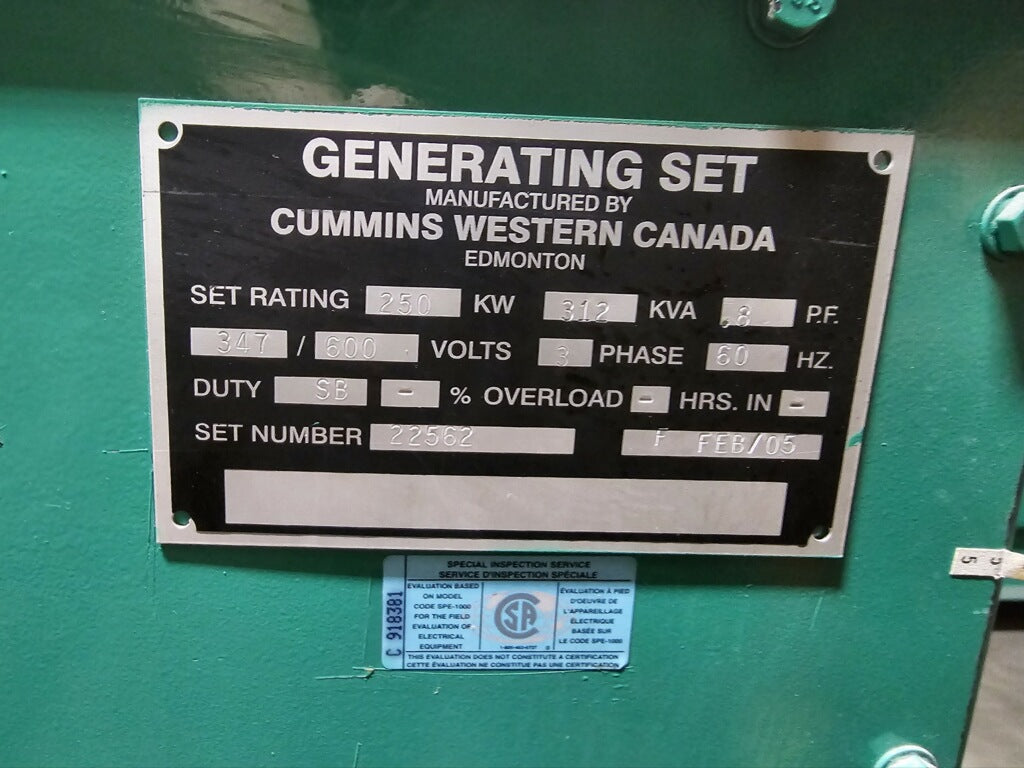 GENERATING SET
MANUFACTURED BY
CUMMINS WESTERN CANADA
EDMONTON
SET RATING 250 KW 312 KVA .8 P.F.
347 / 600 VOLTS 3 PHASE 60 HZ.
DUTY SB - % OVERLOAD - HRS. IN -
SET NUMBER 22562 F FEB/05
SPECIAL INSPECTION SERVICE
SERVICE D'INSPECTION SPÉCIALE
C 918381
EVALUATION BASED
ON MODEL
CODE SPE-1000
FOR THE FIELD
EVALUATION OF
ELECTRICAL
EQUIPMENT
CSA
ÉVALUATION À PIED
D'OEUVRE DE
L'APPAREILLAGE
ÉLECTRIQUE
BASÉE SUR
LE CODE SPE-1000
THIS EVALUATION DOES NOT CONSTITUTE A CERTIFICATION
CETTE ÉVALUATION NE CONSTITUE PAS UNE CERTIFICATION